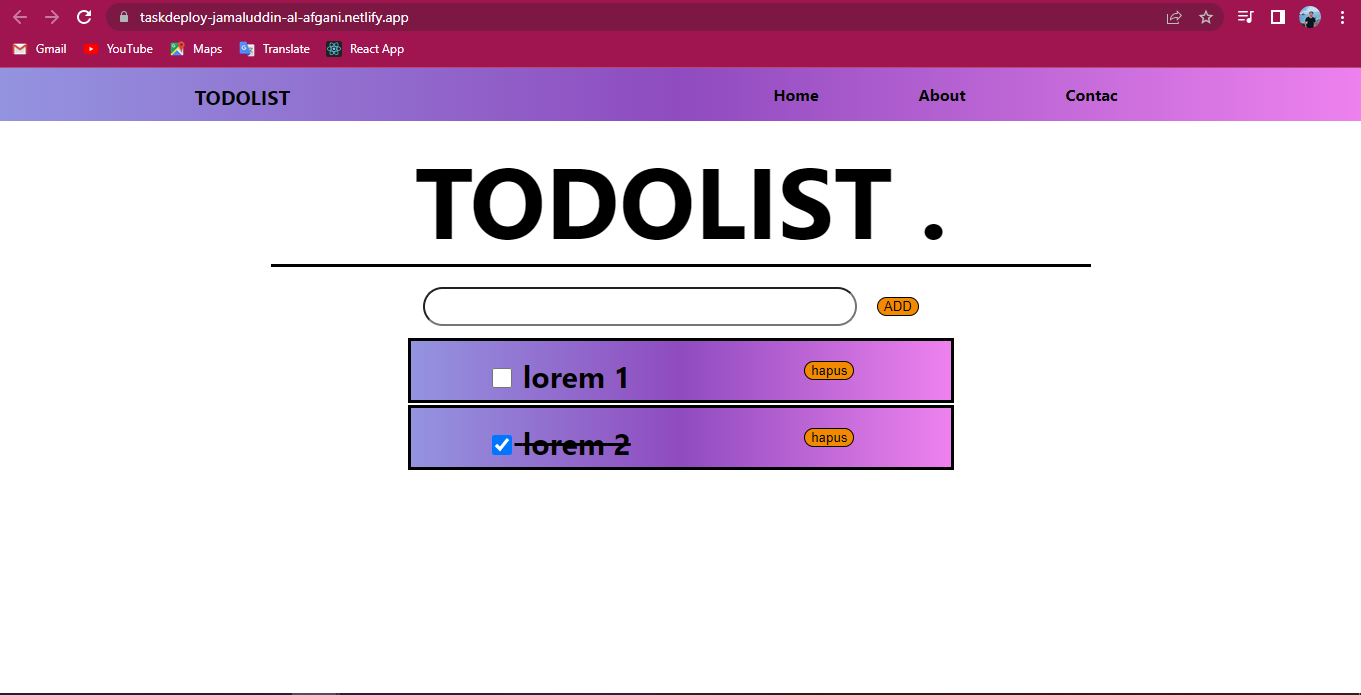 taskdeploy-jamaluddin-al-afgani.netlify.app
Gmail YouTube Maps Translate React App
TODOLIST Home About Contac
TODOLIST .
ADD
lorem 1 hapus
lorem 2 hapus